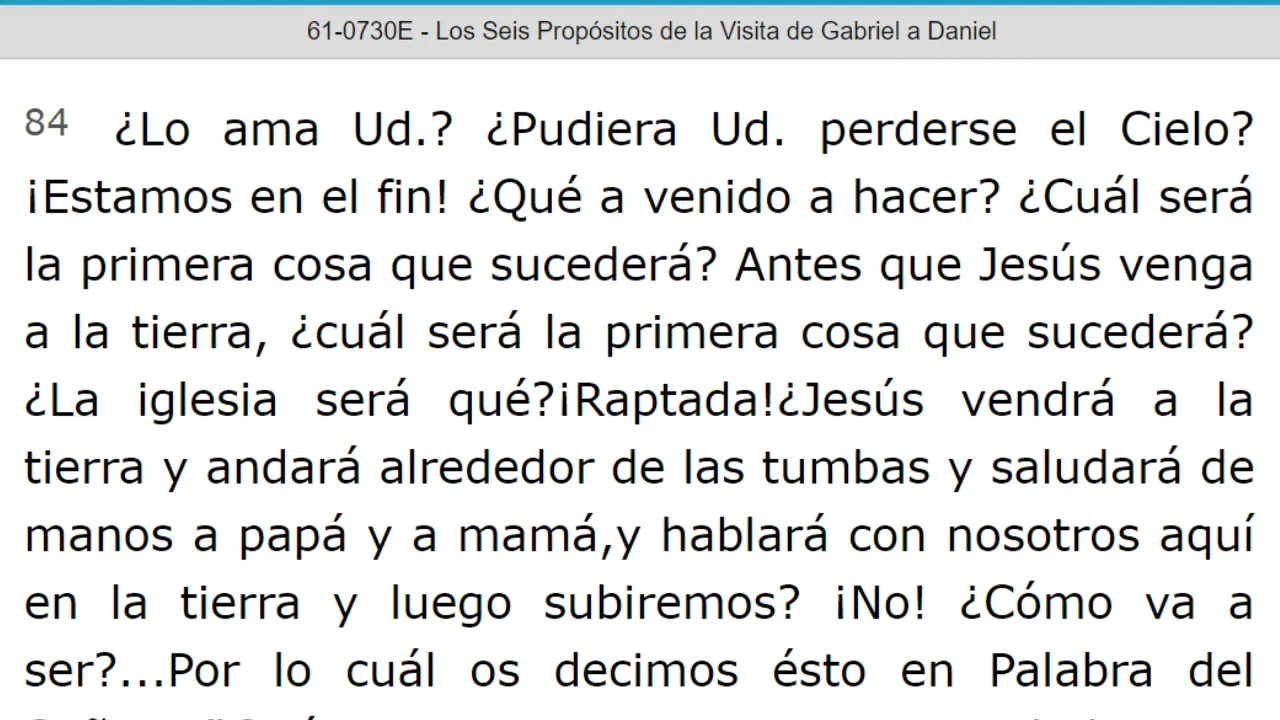 61-0730E - Los Seis Propósitos de la Visita de Gabriel a Daniel
84 ¿Lo ama Ud.? ¿Pudiera Ud. perderse el Cielo?
¡Estamos en el fin! ¿Qué a venido a hacer? ¿Cuál será
la primera cosa que sucederá? Antes que Jesús venga
a la tierra, ¿cuál será la primera cosa que sucederá?
¿La iglesia será qué?¡Raptada!¿Jesús vendrá a la
tierra y andará alrededor de las tumbas y saludará de
manos a papá y a mamá,y hablará con nosotros aquí
en la tierra y luego subiremos? ¡No! ¿Cómo va a
ser?...Por lo cuál os decimos ésto en Palabra del